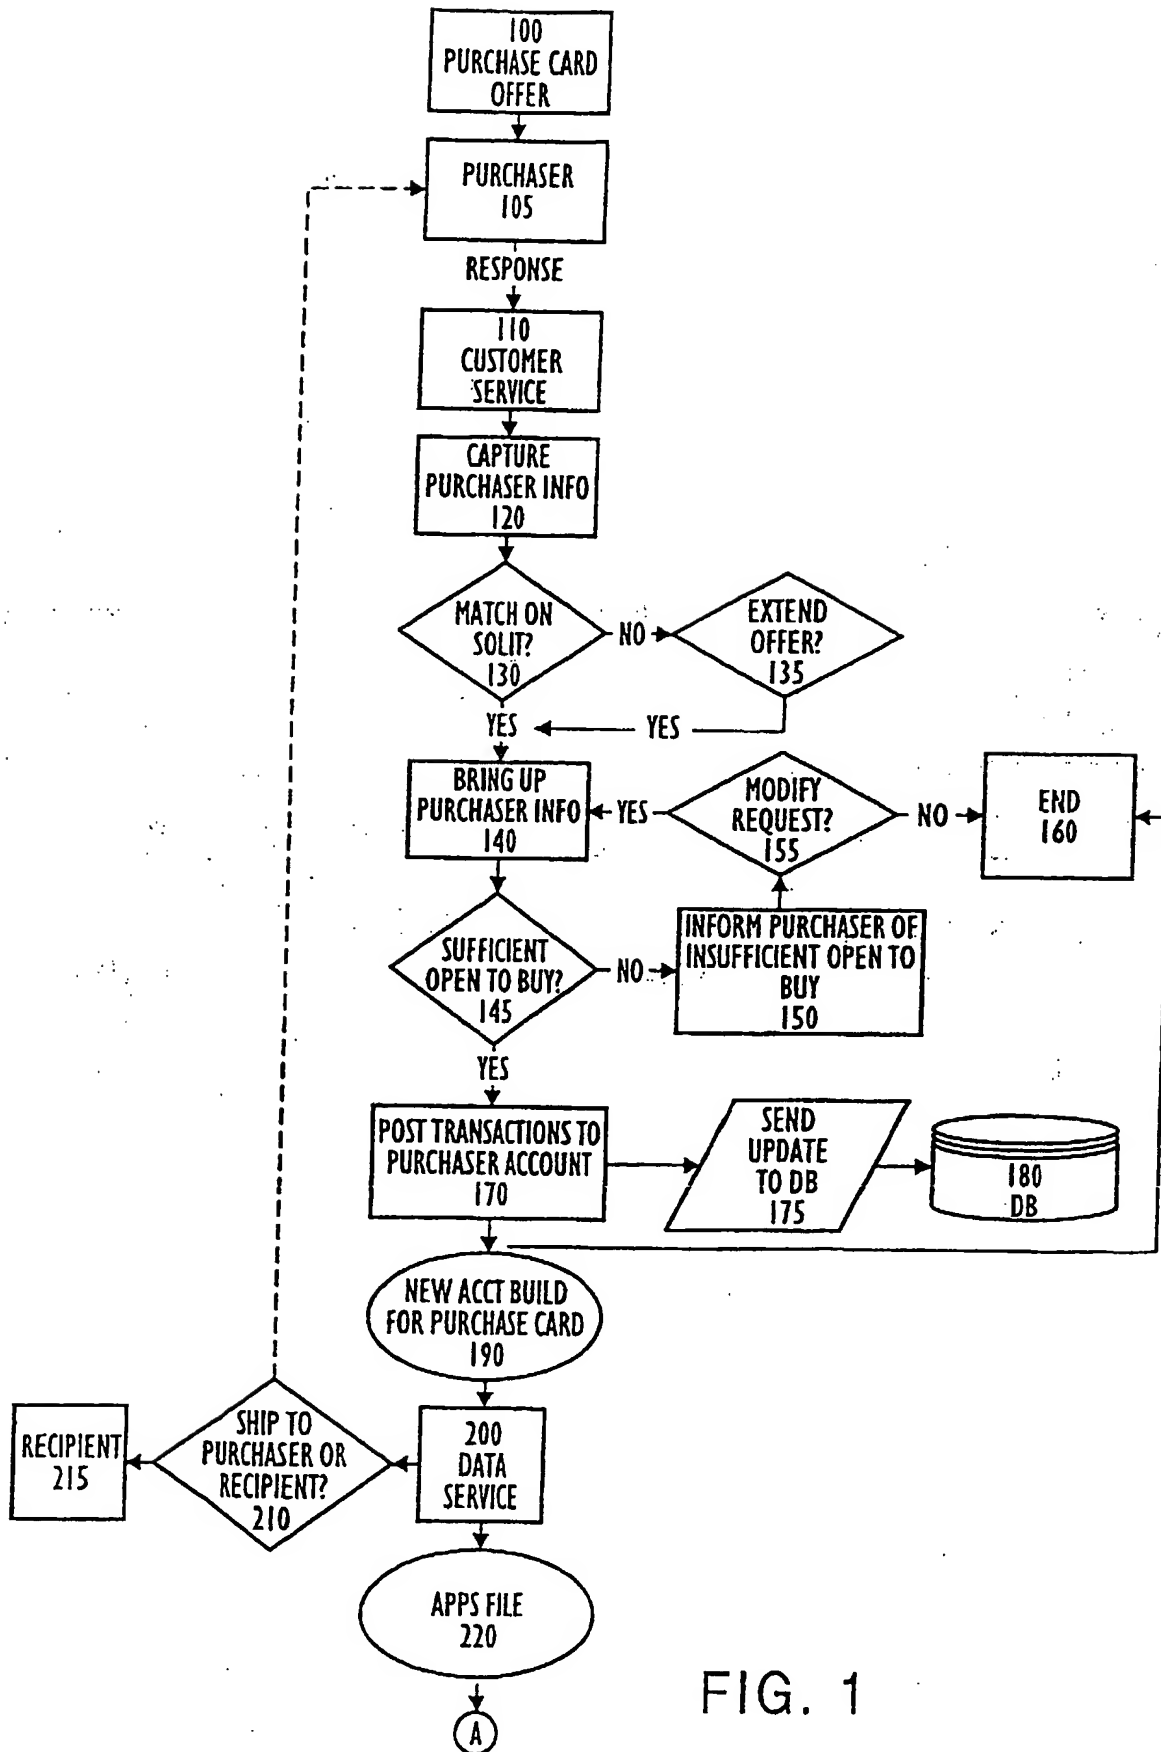 100
PURCHASE CARD
OFFER
PURCHASER
105
RESPONSE
110
CUSTOMER
SERVICE
CAPTURE
PURCHASER INFO
120
MATCH ON
SOLIT?
130
NO
EXTEND
OFFER?
135
YES
YES
BRING UP
PURCHASER INFO
140
YES
MODIFY
REQUEST?
155
NO
END
160
SUFFICIENT
OPEN TO BUY?
145
NO
INFORM PURCHASER OF
INSUFFICIENT OPEN TO
BUY
150
YES
POST TRANSACTIONS TO
PURCHASER ACCOUNT
170
SEND
UPDATE
TO DB
175
180
DB
NEW ACCT BUILD
FOR PURCHASE CARD
190
RECIPIENT
215
SHIP TO
PURCHASER OR
RECIPIENT?
210
200
DATA
SERVICE
APPS FILE
220
A
FIG. 1